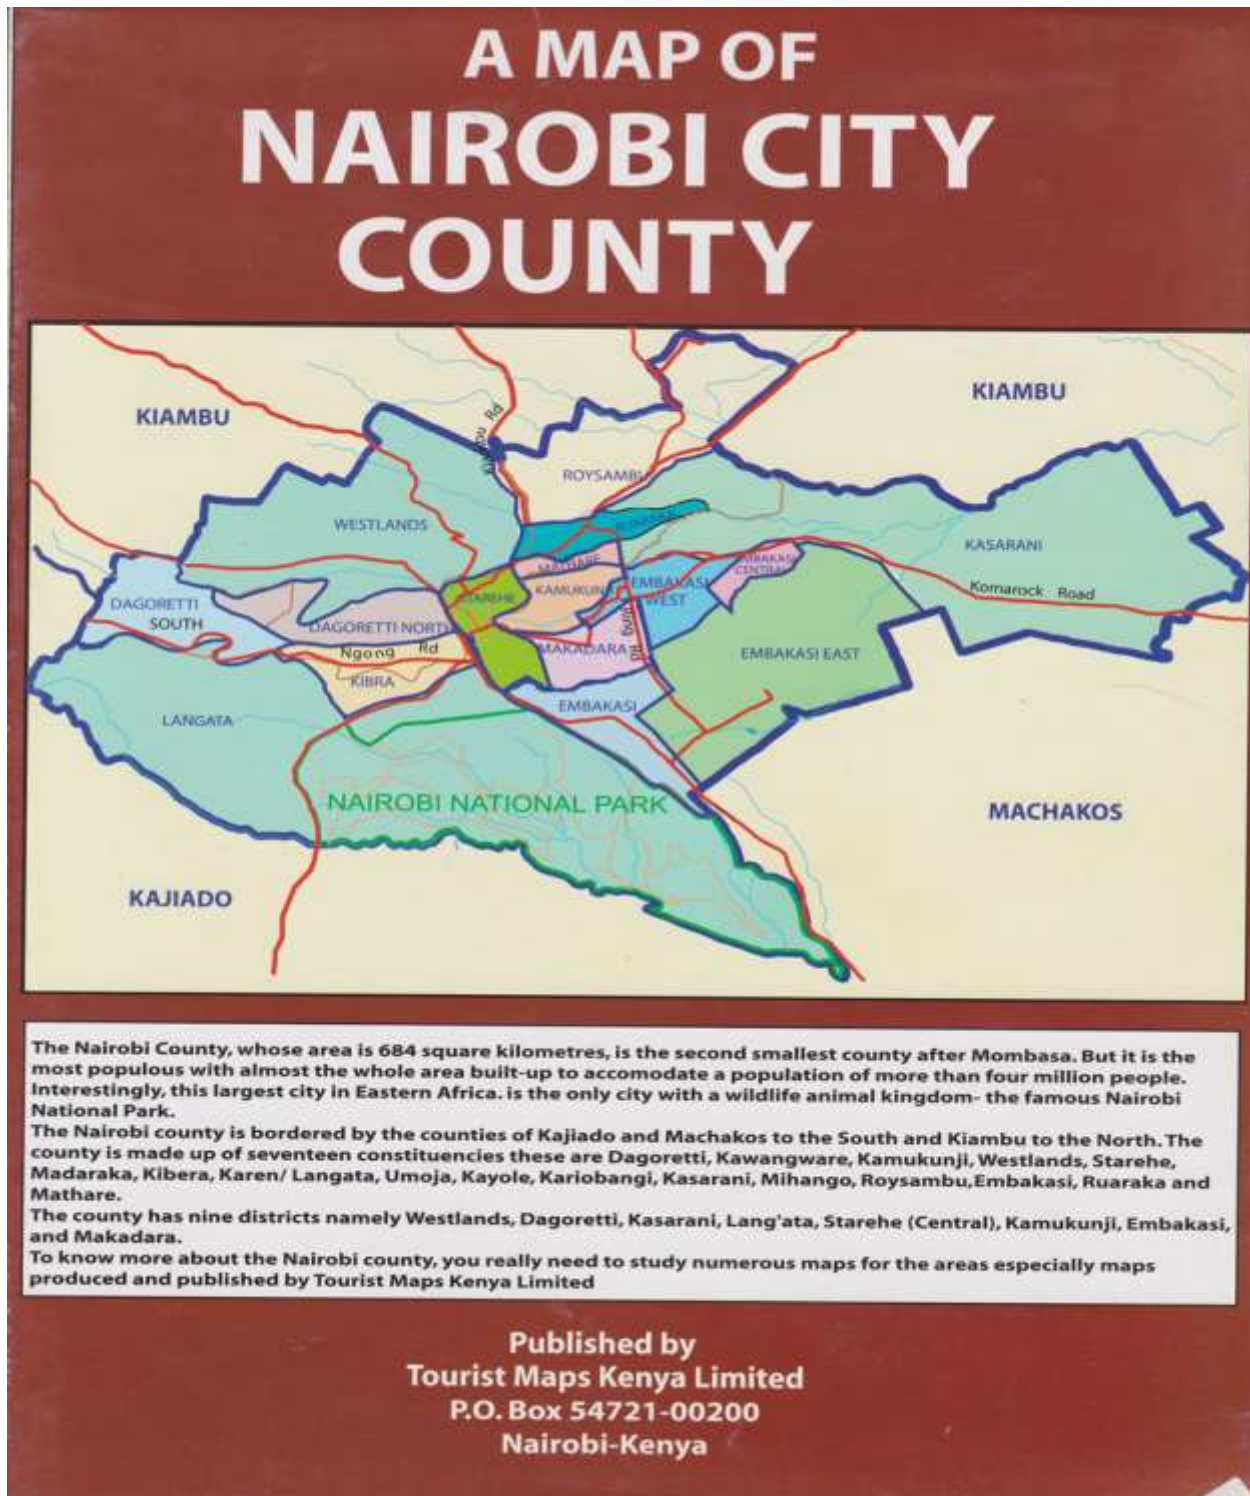 A MAP OF
NAIROBI CITY
COUNTY
KIAMBU
KIAMBU
Rd
ROYSAMBU
WESTLANDS
KASARANI
MATHARE
EMBAKASI
CENTRAL
Komarock Road
EMBAKASI
WEST
KAMUKUNJI
STAREHE
DAGORETTI
SOUTH
DAGORETTI NORTH
Ngong Rd
MAKADARA
Rd
EMBAKASI EAST
KIBRA
EMBAKASI
LANGATA
NAIROBI NATIONAL PARK
MACHAKOS
KAJIADO
The Nairobi County, whose area is 684 square kilometres, is the second smallest county after Mombasa. But it is the
most populous with almost the whole area built-up to accomodate a population of more than four million people.
Interestingly, this largest city in Eastern Africa. is the only city with a wildlife animal kingdom- the famous Nairobi
National Park.
The Nairobi county is bordered by the counties of Kajiado and Machakos to the South and Kiambu to the North. The
county is made up of seventeen constituencies these are Dagoretti, Kawangware, Kamukunji, Westlands, Starehe,
Madaraka, Kibera, Karen/ Langata, Umoja, Kayole, Kariobangi, Kasarani, Mihango, Roysambu,Embakasi, Ruaraka and
Mathare.
The county has nine districts namely Westlands, Dagoretti, Kasarani, Lang'ata, Starehe (Central), Kamukunji, Embakasi,
and Makadara.
To know more about the Nairobi county, you really need to study numerous maps for the areas especially maps
produced and published by Tourist Maps Kenya Limited
Published by
Tourist Maps Kenya Limited
P.O. Box 54721-00200
Nairobi-Kenya